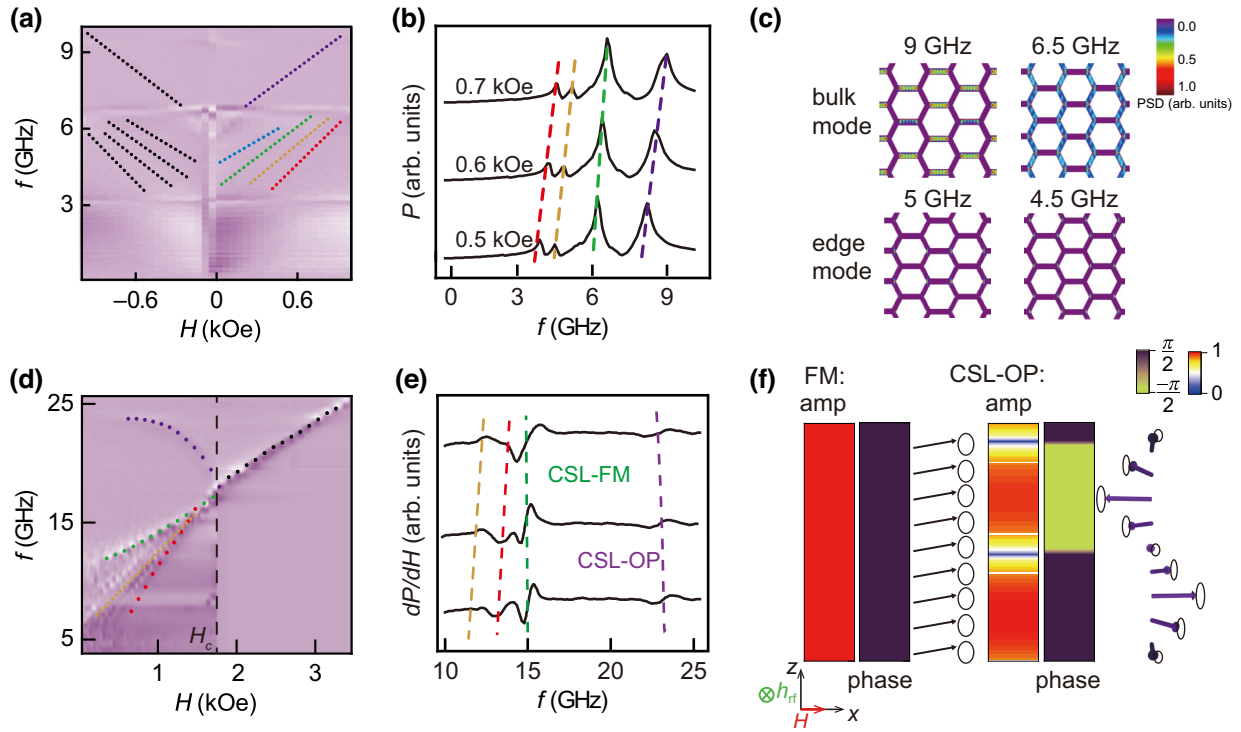 (a)
9
6
3
f (GHz)
−0.6 0 0.6
H (kOe)
(b)
0.7 kOe
0.6 kOe
0.5 kOe
P (arb. units)
0 3 6 9
f (GHz)
(c)
9 GHz 6.5 GHz
bulk
mode
0.0
0.5
1.0
PSD (arb. units)
5 GHz 4.5 GHz
edge
mode
(d)
25
15
5
f (GHz)
H_c
1 2 3
H (kOe)
(e)
CSL-FM
CSL-OP
dP/dH (arb. units)
10 15 20 25
f (GHz)
(f)
π/2
−π/2
1
0
FM: CSL-OP:
amp amp
phase phase
z
⊗h_rf
H x